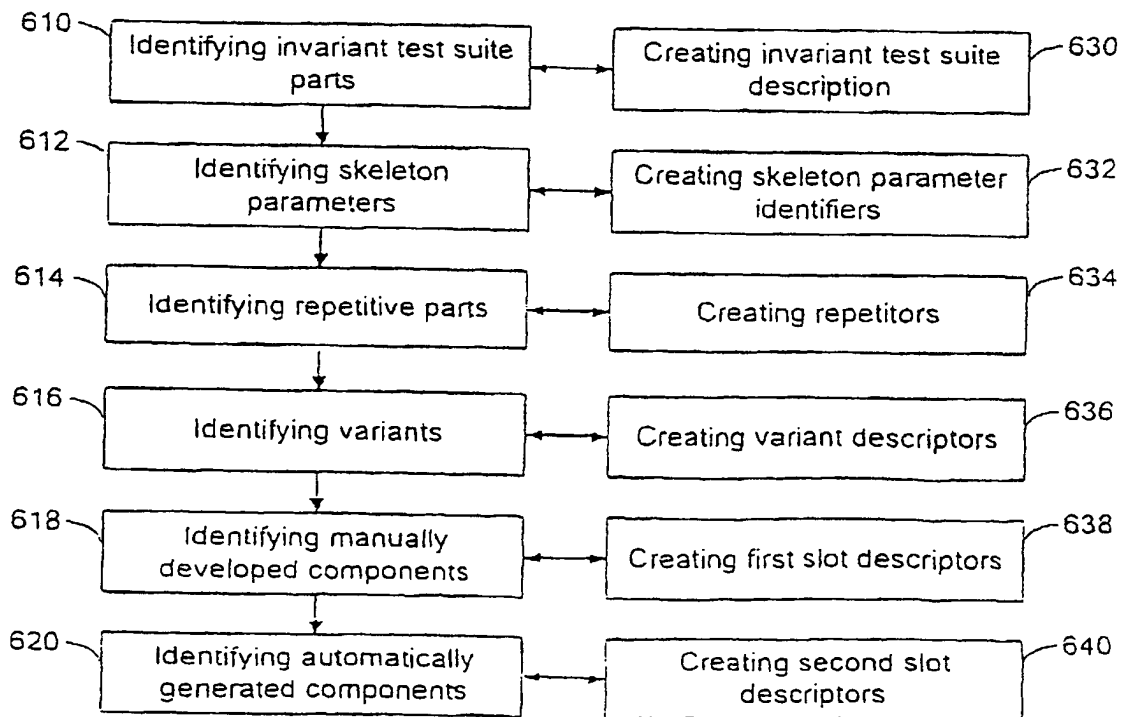 610
Identifying invariant test suite
parts
Creating invariant test suite
description
630
612
Identifying skeleton
parameters
Creating skeleton parameter
identifiers
632
614
Identifying repetitive parts
Creating repetitors
634
616
Identifying variants
Creating variant descriptors
636
618
Identifying manually
developed components
Creating first slot descriptors
638
620
Identifying automatically
generated components
Creating second slot
descriptors
640